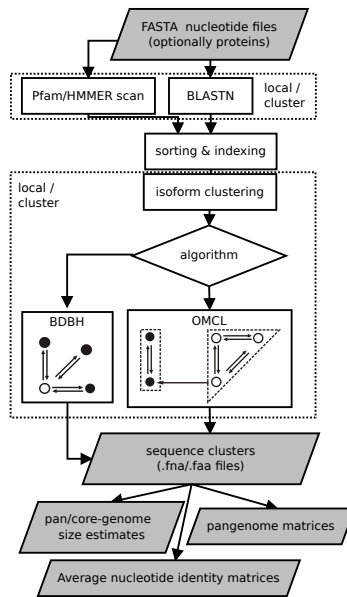 FASTA nucleotide files
(optionally proteins)
Pfam/HMMER scan
BLASTN
local /
cluster
sorting & indexing
local /
cluster
isoform clustering
algorithm
BDBH
OMCL
sequence clusters
(.fna/.faa files)
pan/core-genome
size estimates
pangenome matrices
Average nucleotide identity matrices